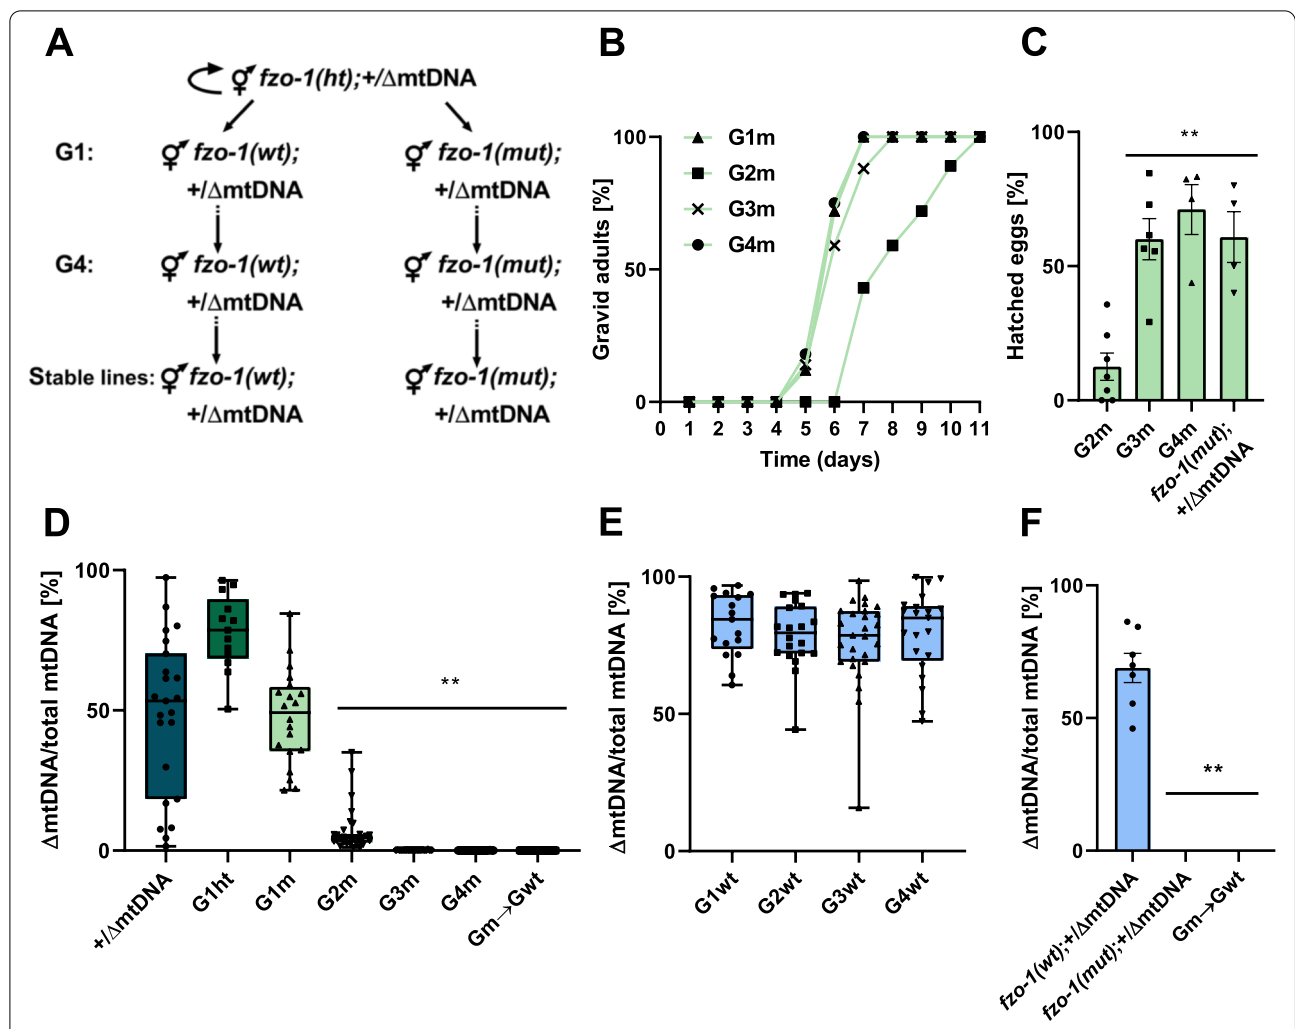 A
⚥ fzo-1(ht);+/ΔmtDNA
G1: ⚥ fzo-1(wt); ⚥ fzo-1(mut);
+/ΔmtDNA +/ΔmtDNA
G4: ⚥ fzo-1(wt); ⚥ fzo-1(mut);
+/ΔmtDNA +/ΔmtDNA
Stable lines: ⚥ fzo-1(wt); ⚥ fzo-1(mut);
+/ΔmtDNA +/ΔmtDNA
B
Gravid adults [%]
100
50
0
G1m
G2m
G3m
G4m
0 1 2 3 4 5 6 7 8 9 10 11
Time (days)
C
Hatched eggs [%]
100
50
0
**
G2m
G3m
G4m
fzo-1(mut);
+/ΔmtDNA
D
ΔmtDNA/total mtDNA [%]
100
50
0
**
+/ΔmtDNA
G1ht
G1m
G2m
G3m
G4m
Gm→Gwt
E
ΔmtDNA/total mtDNA [%]
100
50
0
G1wt
G2wt
G3wt
G4wt
F
ΔmtDNA/total mtDNA [%]
100
50
0
**
fzo-1(wt);+/ΔmtDNA
fzo-1(mut);+/ΔmtDNA
Gm→Gwt